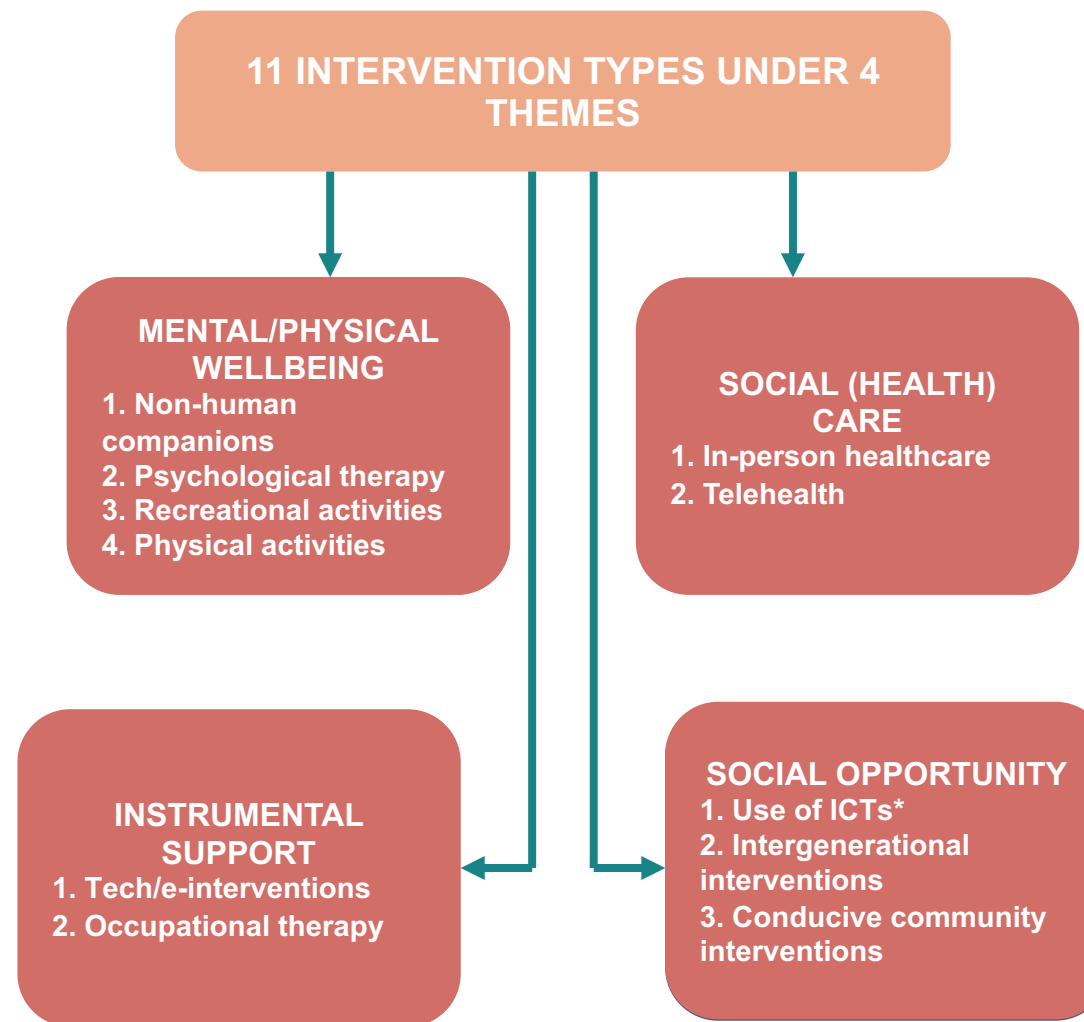 11 INTERVENTION TYPES UNDER 4
THEMES
MENTAL/PHYSICAL
WELLBEING
1. Non-human
companions
2. Psychological therapy
3. Recreational activities
4. Physical activities
SOCIAL (HEALTH)
CARE
1. In-person healthcare
2. Telehealth
INSTRUMENTAL
SUPPORT
1. Tech/e-interventions
2. Occupational therapy
SOCIAL OPPORTUNITY
1. Use of ICTs*
2. Intergenerational
interventions
3. Conducive community
interventions